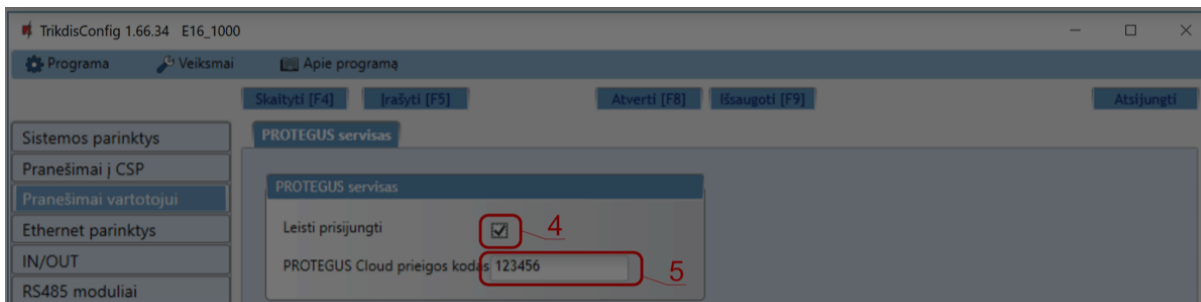 TrikdisConfig 1.66.34 E16_1000
Programa Veiksmai Apie programą
Skaityti [F4] Įrašyti [F5] Atverti [F8] Išsaugoti [F9] Atsijungti
Sistemos parinktys
Pranešimai į CSP
Pranešimai vartotojui
Ethernet parinktys
IN/OUT
RS485 moduliai
PROTEGUS servisas
PROTEGUS servisas
Leisti prisijungti 4
PROTEGUS Cloud prieigos kodas 123456 5